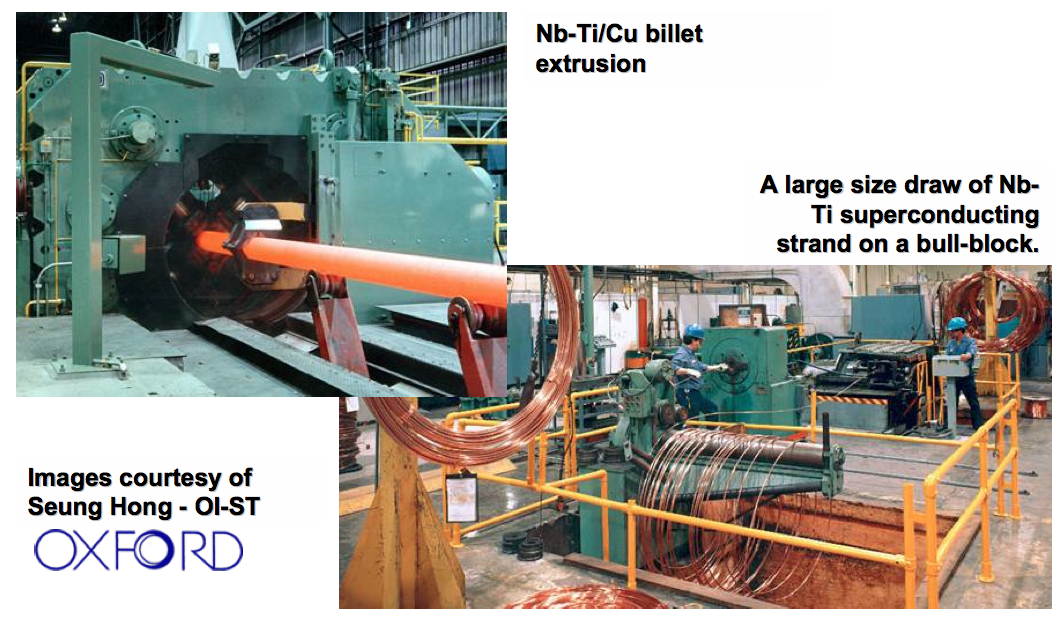 Nb-Ti/Cu billet
extrusion
A large size draw of Nb-
Ti superconducting
strand on a bull-block.
Images courtesy of
Seung Hong - OI-ST
OXFORD